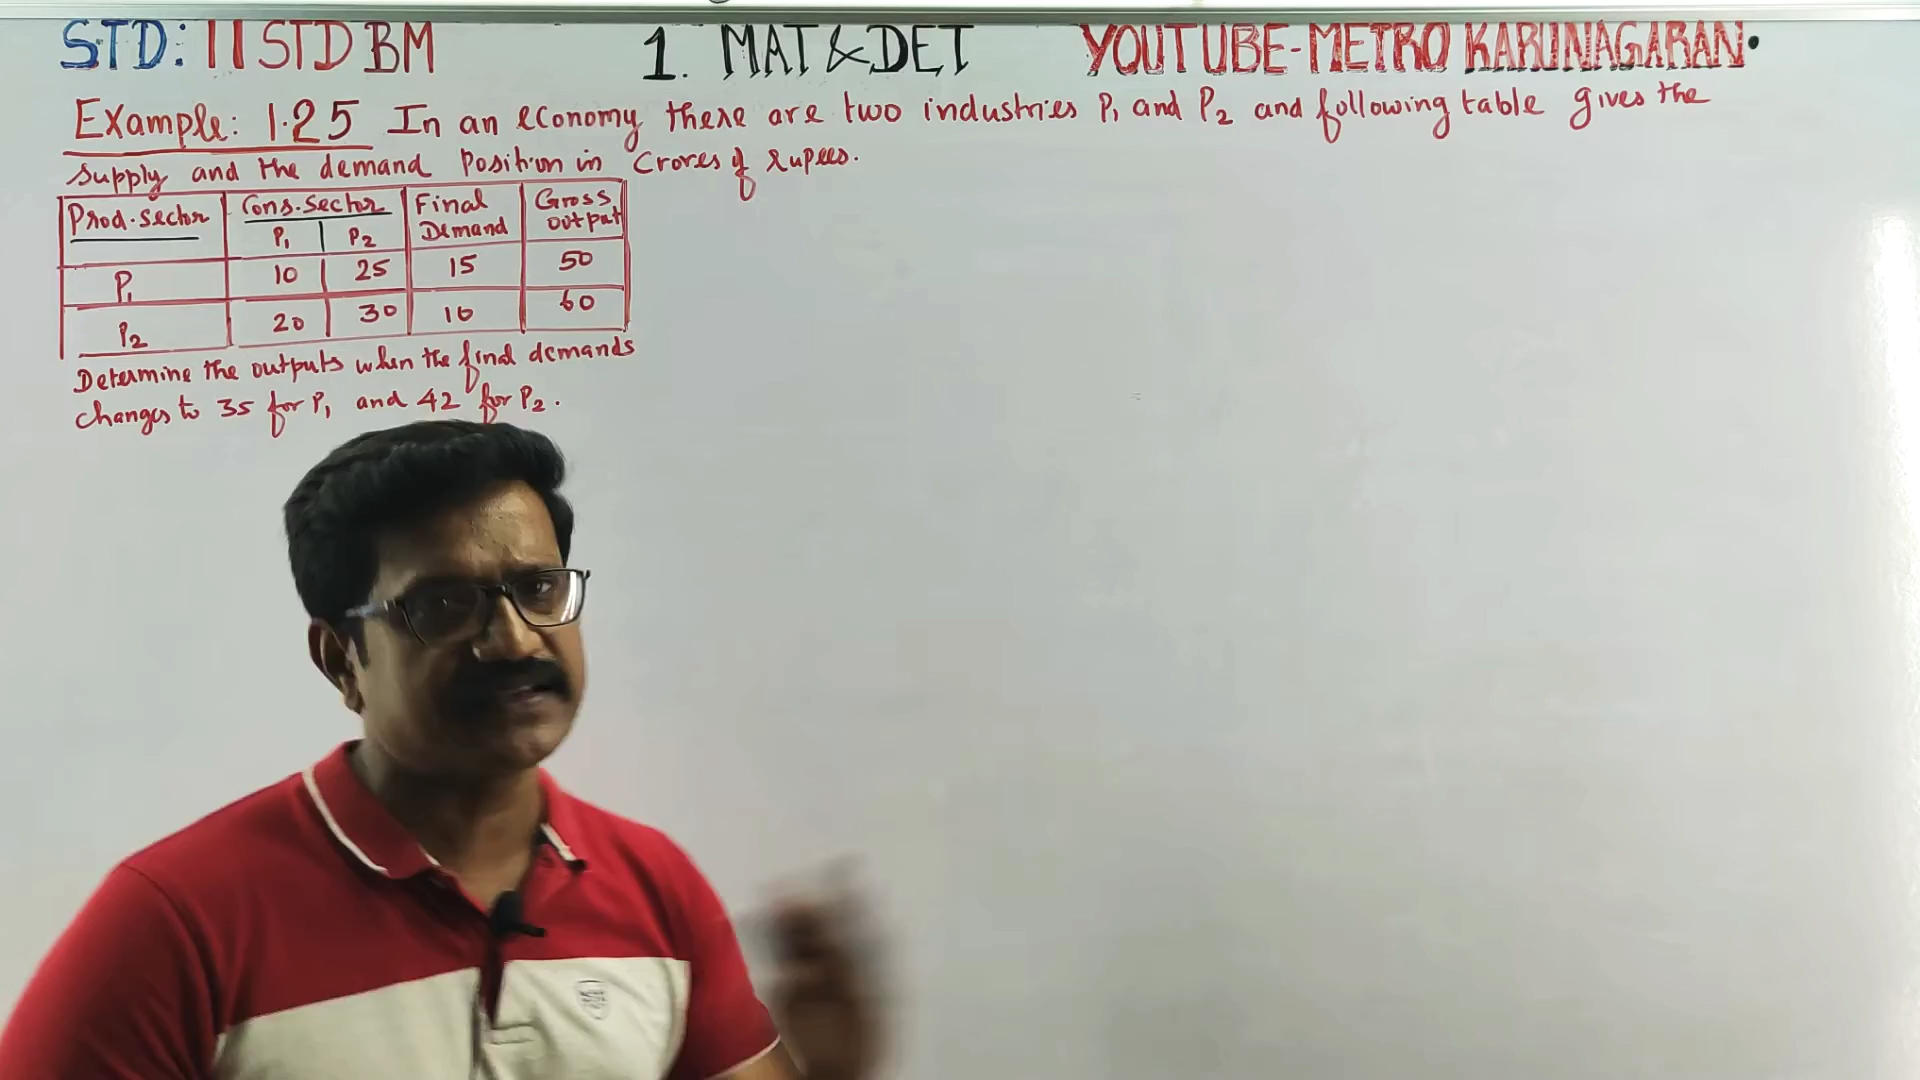 STD: 11 STD BM 1. MAT & DET YOUTUBE-METRO KARUNAGARAN.
Example: 1.25 In an economy there are two industries P1 and P2 and following table gives the
supply and the demand position in Crores of rupees.
Prod. sector Cons. sector Final Demand Gross output
P1 P2
P1 10 25 15 50
P2 20 30 10 60
Determine the outputs when the final demands
changes to 35 for P1 and 42 for P2.